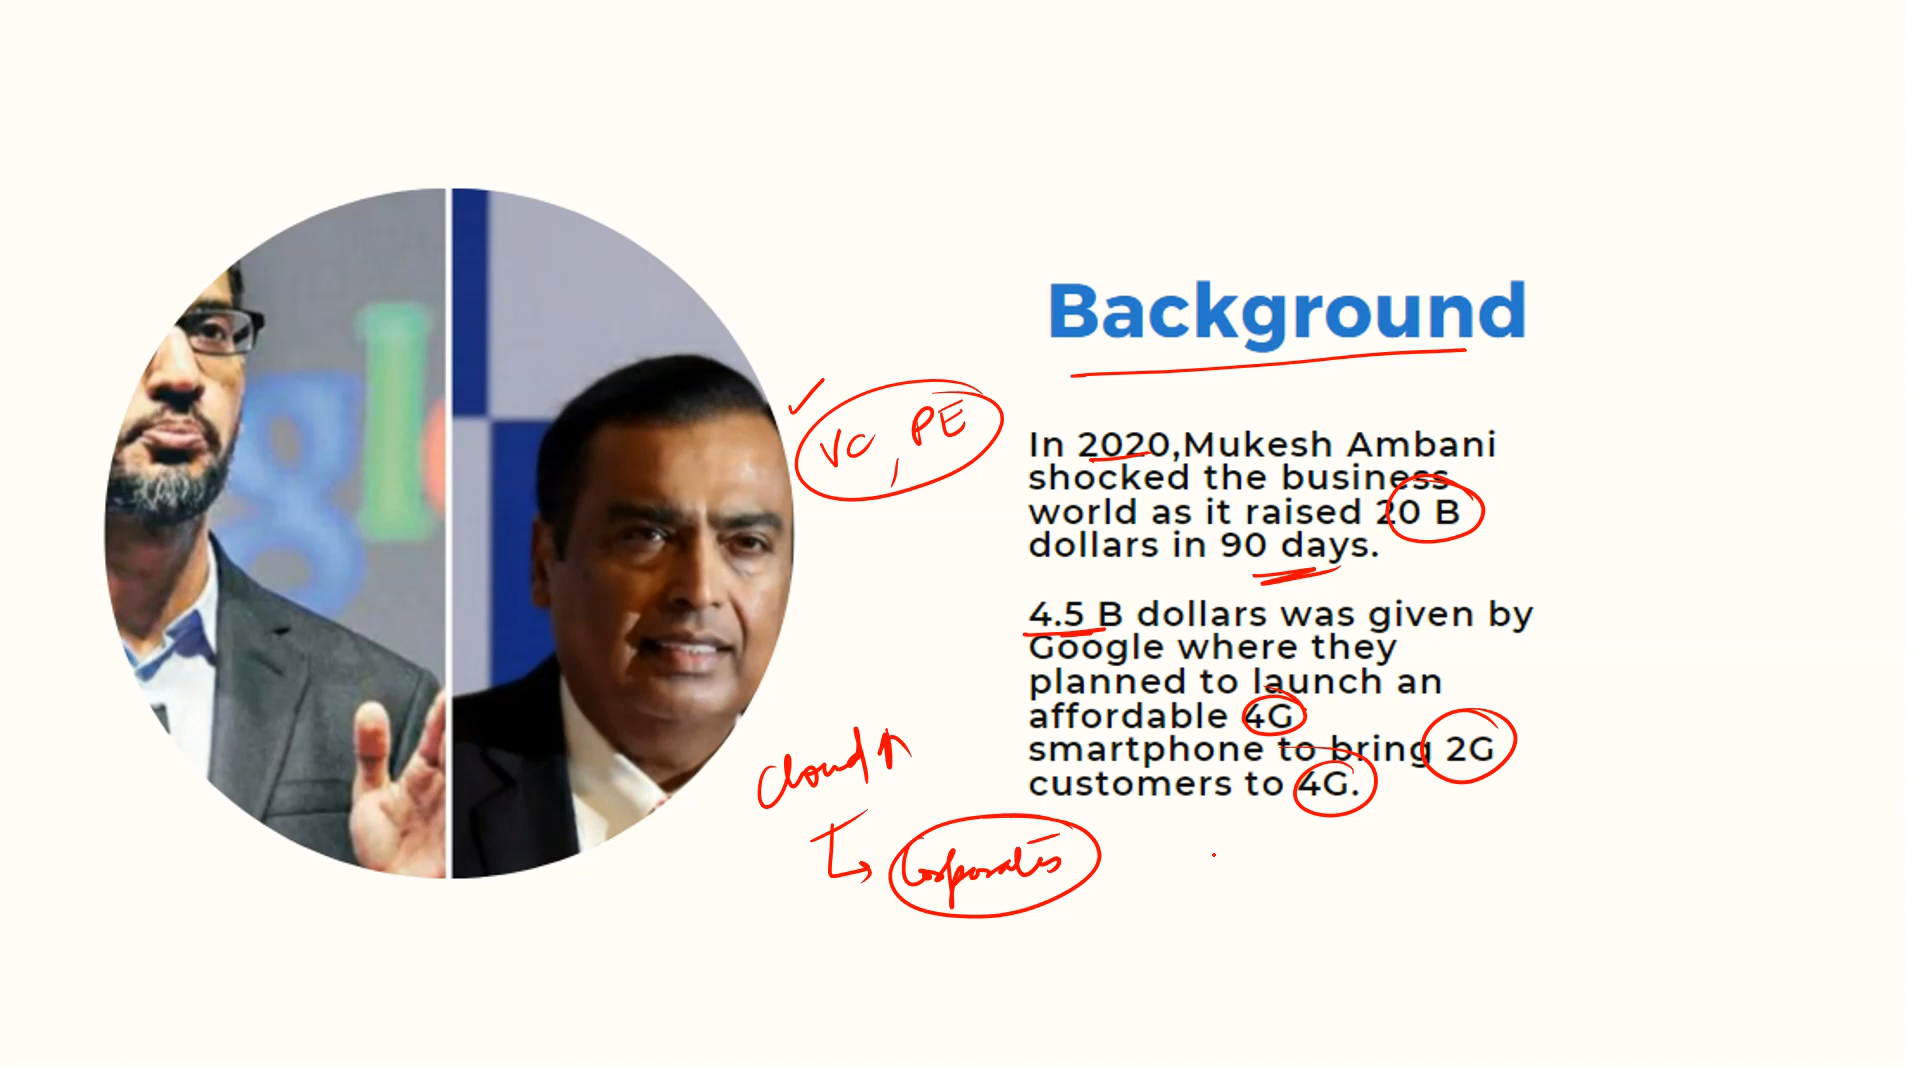 Background
In 2020,Mukesh Ambani
shocked the business
world as it raised 20 B
dollars in 90 days.
4.5 B dollars was given by
Google where they
planned to launch an
affordable 4G
smartphone to bring 2G
customers to 4G.
VC, PE
Cloud ↑
↳ Corporates
gl